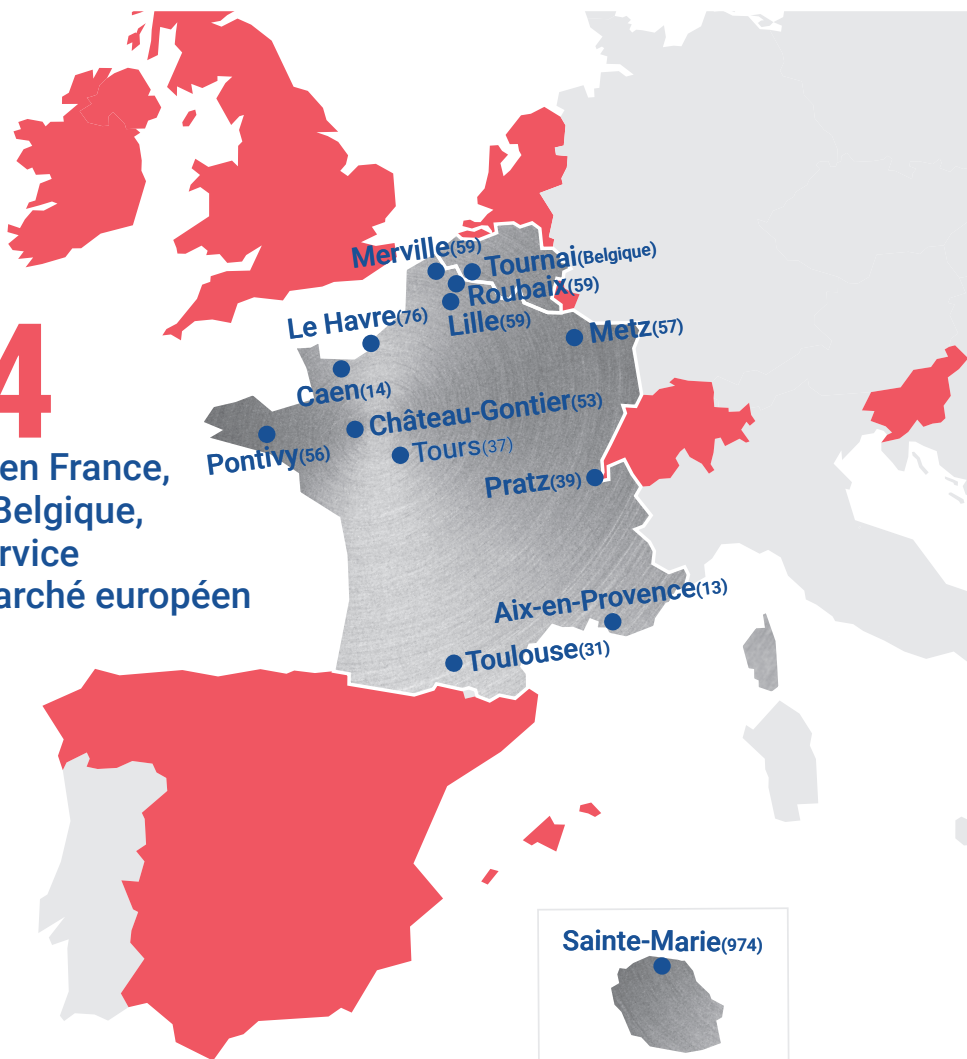 Merville(59)
Tournai(Belgique)
Roubaix(59)
Lille(59)
Le Havre(76)
Metz(57)
Caen(14)
Château-Gontier(53)
Tours(37)
Pontivy(56)
Pratz(39)
4
en France,
Belgique,
arché européen
Aix-en-Provence(13)
Toulouse(31)
Sainte-Marie(974)